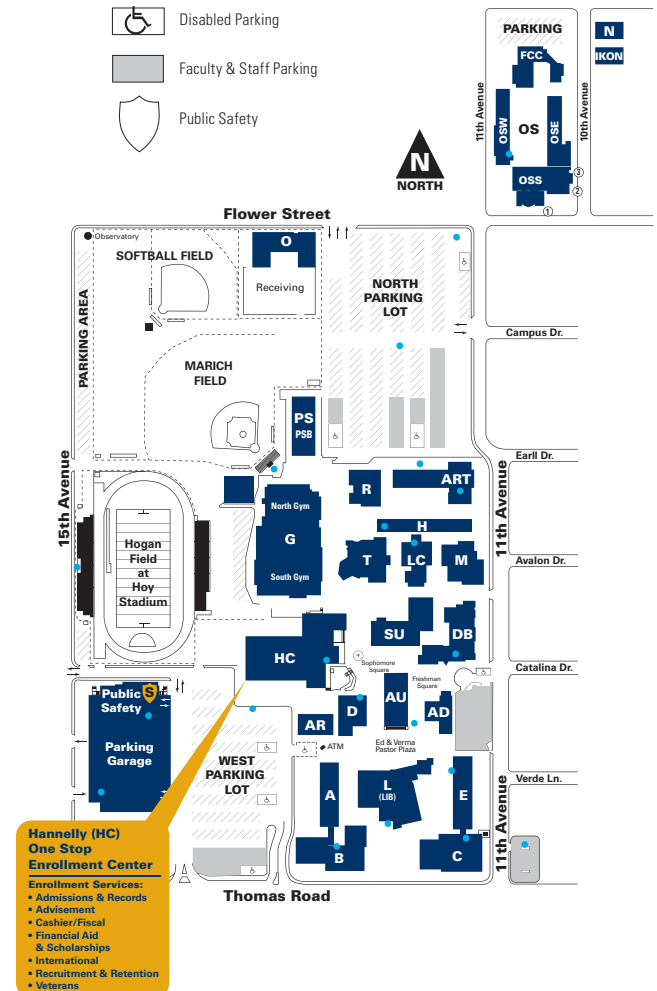 Disabled Parking
Faculty & Staff Parking
Public Safety
N
NORTH
PARKING
FCC
11th Avenue
OSW
OS
OSE
10th Avenue
OSS
3
2
1
N
IKON
Flower Street
Observatory
SOFTBALL FIELD
O
Receiving
NORTH
PARKING
LOT
PARKING AREA
MARICH
FIELD
Campus Dr.
PS
PSB
Earll Dr.
15th Avenue
11th Avenue
R
ART
North Gym
G
South Gym
H
Hogan
Field
at
Hoy
Stadium
T
LC
M
Avalon Dr.
SU
DB
HC
Sophomore
Square
Freshman
Square
Catalina Dr.
Public
Safety
S
Parking
Garage
AU
D
AD
AR
ATM
Ed & Verma
Pastor Plaza
WEST
PARKING
LOT
A
L
(LIB)
E
Verde Ln.
11th Avenue
B
C
Thomas Road
Hannelly (HC)
One Stop
Enrollment Center
Enrollment Services:
• Admissions & Records
• Advisement
• Cashier/Fiscal
• Financial Aid
& Scholarships
• International
• Recruitment & Retention
• Veterans